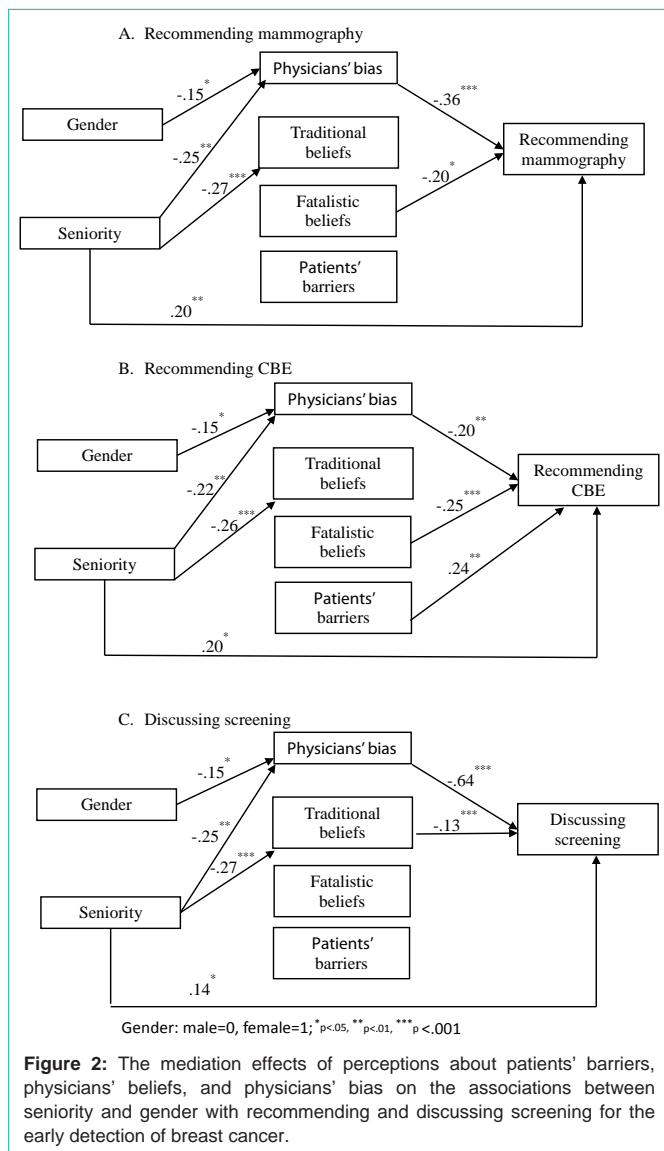 A. Recommending mammography
Physicians' bias
-.15*
-.36***
Gender
Traditional
beliefs
Recommending
mammography
-.25**
-.27***
-.20*
Fatalistic
beliefs
Seniority
Patients'
barriers
.20**
B. Recommending CBE
Physicians' bias
-.15*
-.20**
Gender
Traditional
beliefs
Recommending
CBE
-.22**
-.26***
-.25***
Fatalistic
beliefs
Seniority
.24**
Patients'
barriers
.20*
C. Discussing screening
Physicians' bias
-.15*
-.64***
Gender
Traditional
beliefs
-.13***
Discussing
screening
-.25**
-.27***
Fatalistic
beliefs
Seniority
Patients'
barriers
.14*
Gender: male=0, female=1; *p<.05, **p<.01, ***p <.001
Figure 2: The mediation effects of perceptions about patients' barriers,
physicians' beliefs, and physicians' bias on the associations between
seniority and gender with recommending and discussing screening for the
early detection of breast cancer.